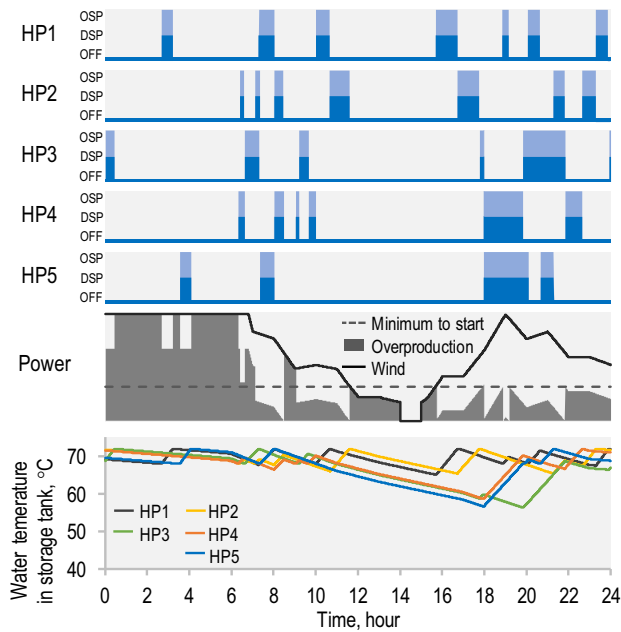 HP1
OSP
DSP
OFF
HP2
OSP
DSP
OFF
HP3
OSP
DSP
OFF
HP4
OSP
DSP
OFF
HP5
OSP
DSP
OFF
Power
Minimum to start
Overproduction
Wind
Water temerature
in storage tank, °C
70
60
50
40
HP1 HP2
HP3 HP4
HP5
0 2 4 6 8 10 12 14 16 18 20 22 24
Time, hour